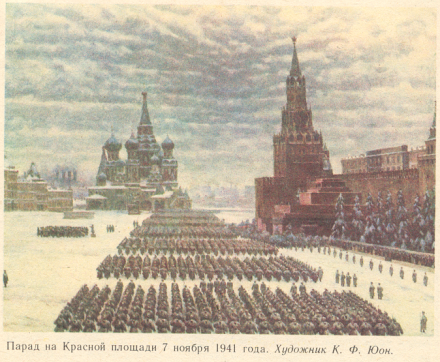 Парад на Красной площади 7 ноября 1941 года. Художник К. Ф. Юон.